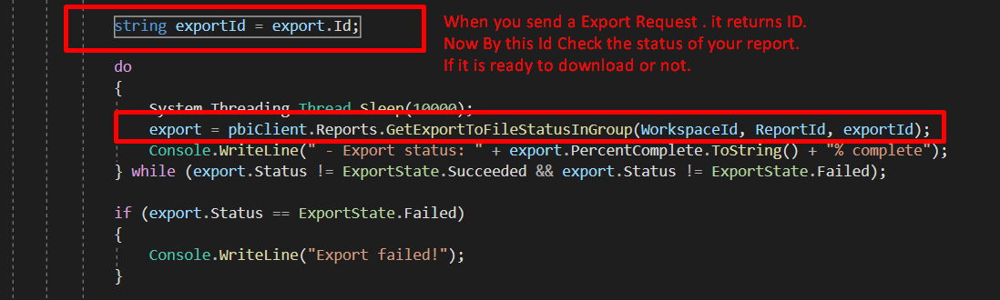 string exportId = export.Id;
When you send a Export Request . it returns ID.
Now By this Id Check the status of your report.
If it is ready to download or not.
do
{
System.Threading.Thread.Sleep(10000);
export = pbiClient.Reports.GetExportToFileStatusInGroup(WorkspaceId, ReportId, exportId);
Console.WriteLine(" - Export status: " + export.PercentComplete.ToString() + "% complete");
} while (export.Status != ExportState.Succeeded && export.Status != ExportState.Failed);
if (export.Status == ExportState.Failed)
{
Console.WriteLine("Export failed!");
}